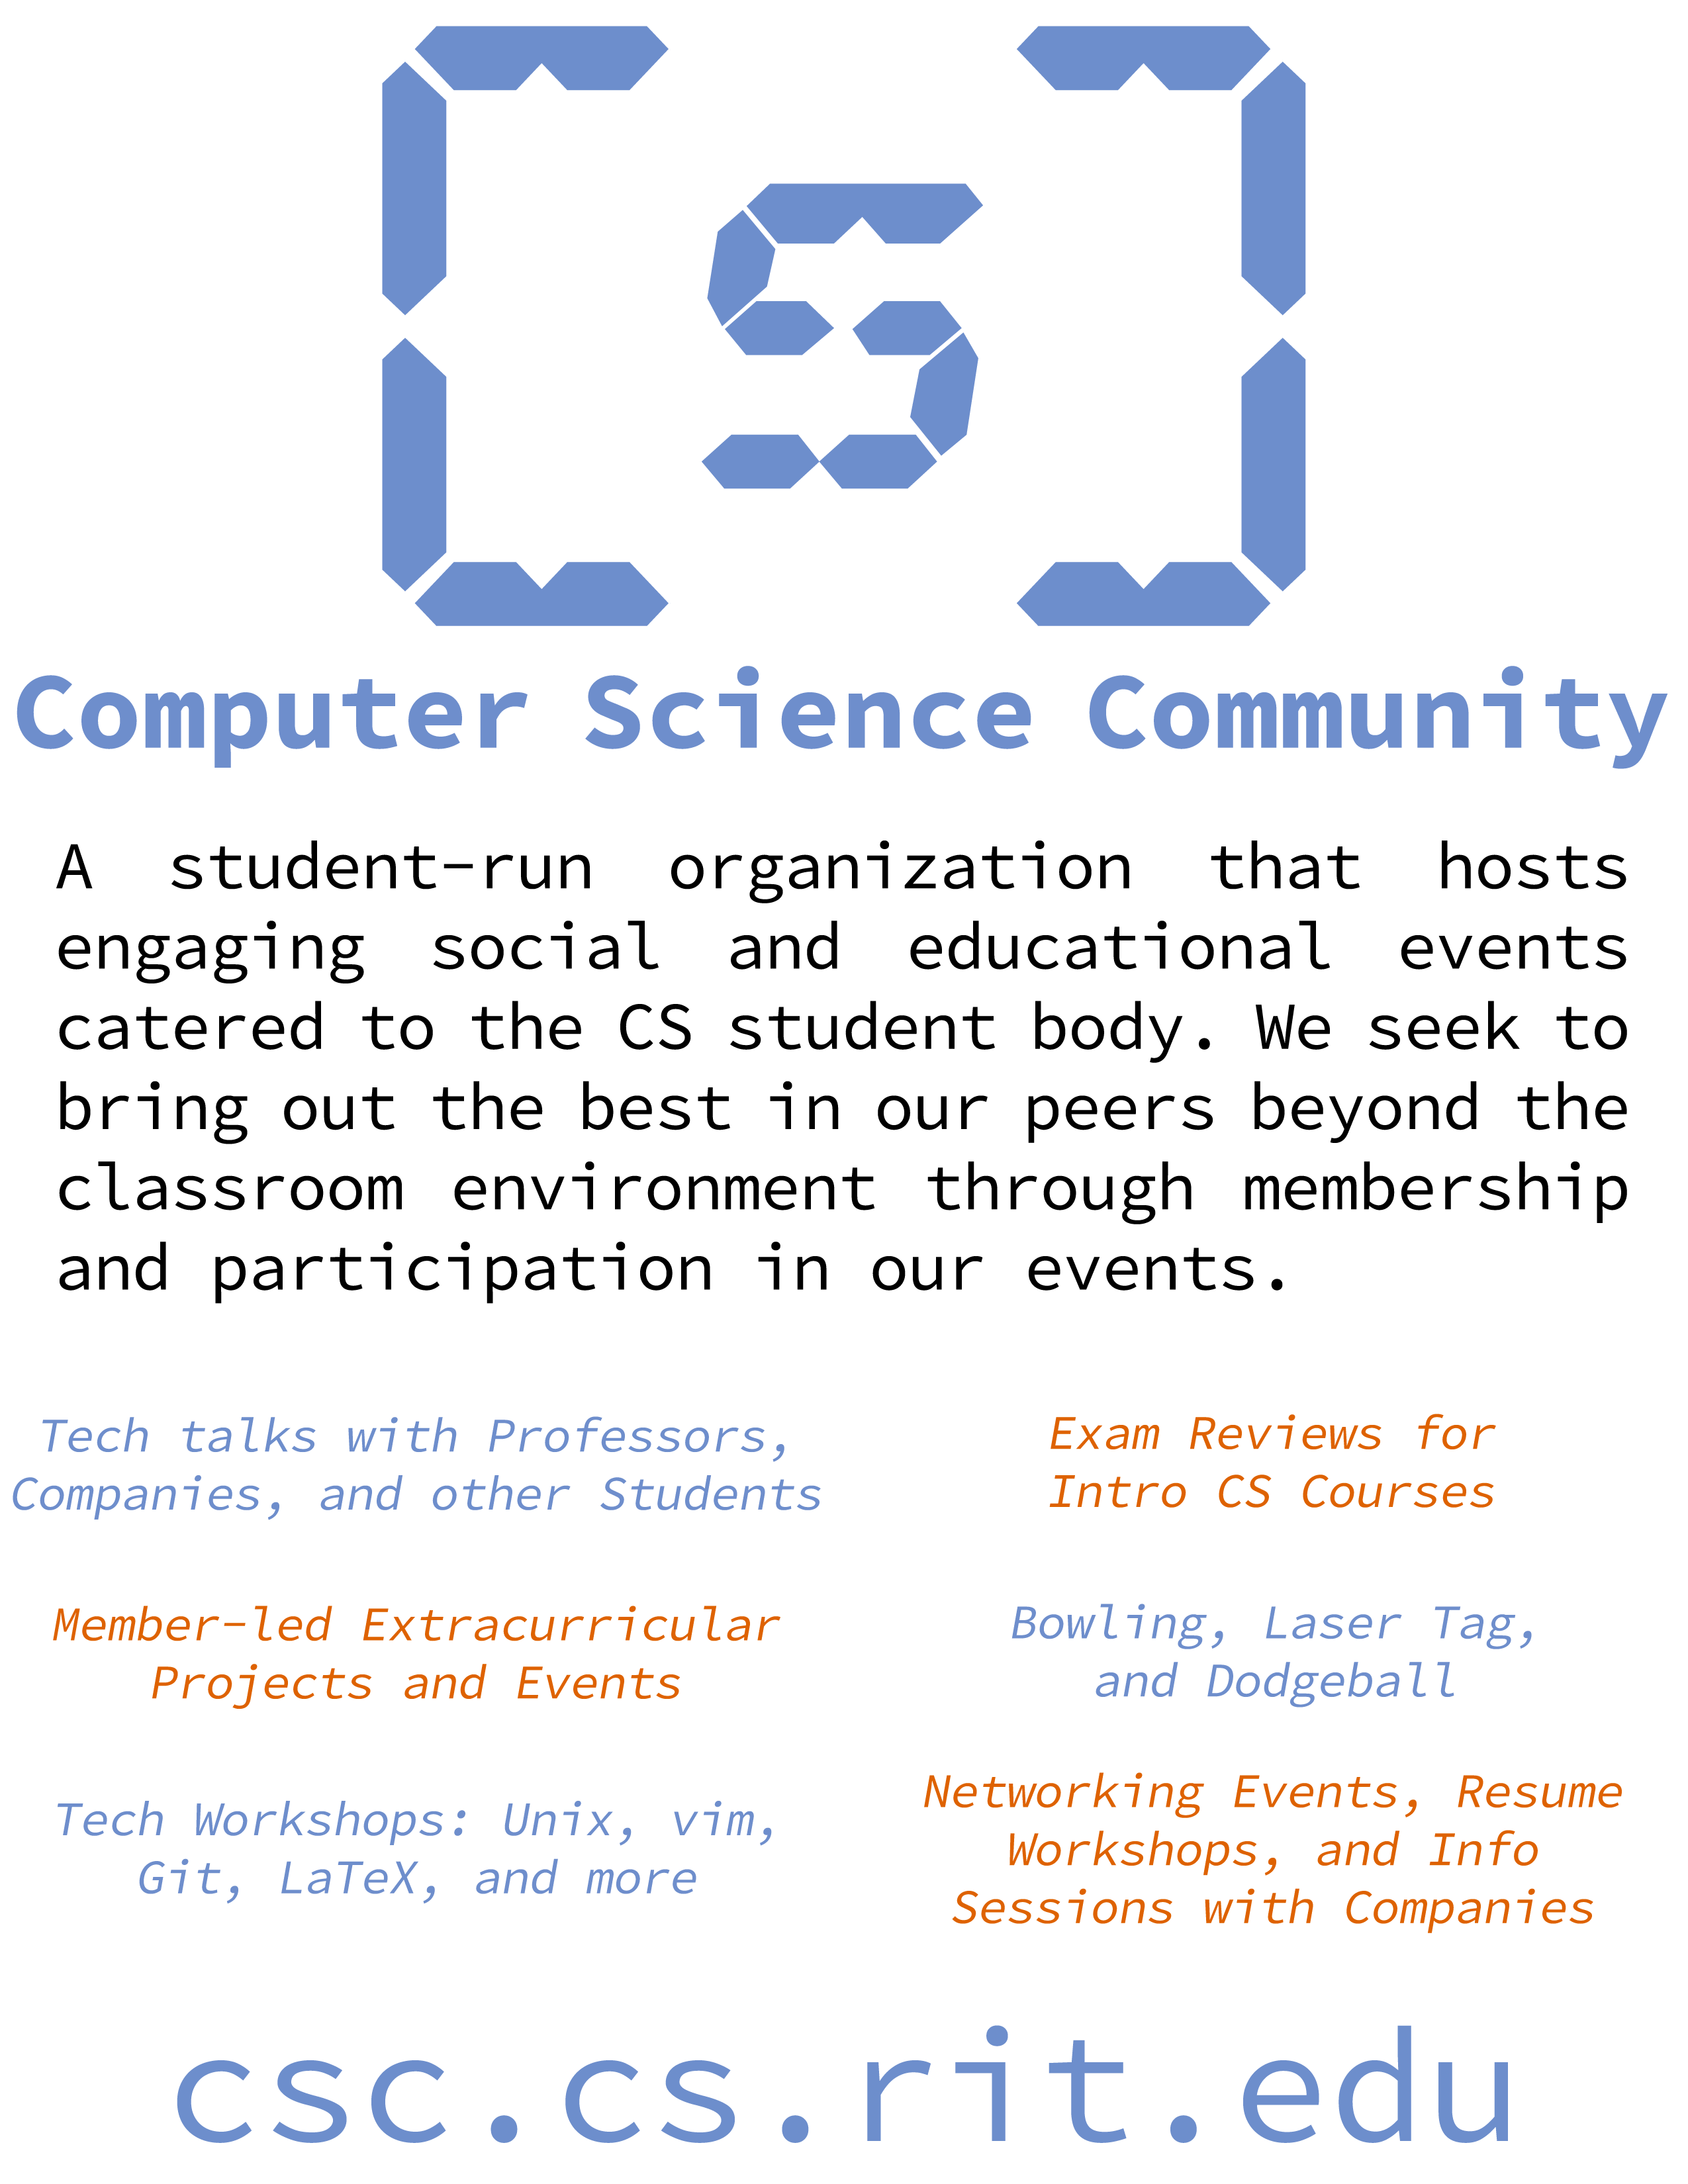 [S]
Computer Science Community
A student-run organization that hosts
engaging social and educational events
catered to the CS student body. We seek to
bring out the best in our peers beyond the
classroom environment through membership
and participation in our events.
Tech talks with Professors,
Companies, and other Students
Exam Reviews for
Intro CS Courses
Member-led Extracurricular
Projects and Events
Bowling, Laser Tag,
and Dodgeball
Tech Workshops: Unix, vim,
Git, LaTeX, and more
Networking Events, Resume
Workshops, and Info
Sessions with Companies
csc.cs.rit.edu